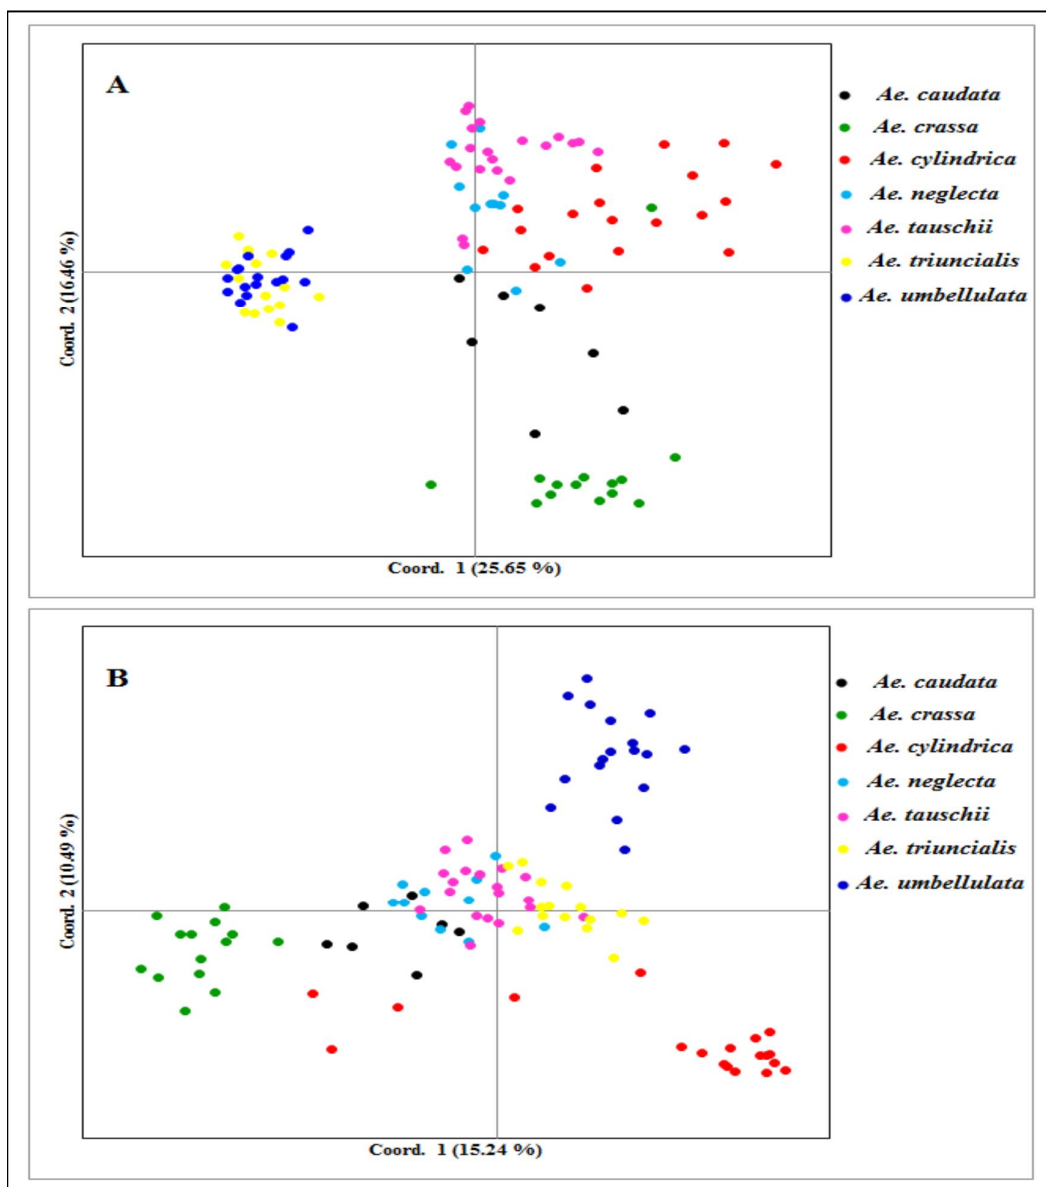 A
Ae. caudata
Ae. crassa
Ae. cylindrica
Ae. neglecta
Ae. tauschii
Ae. triuncialis
Ae. umbellulata
Coord. 2 (16.46 %)
Coord. 1 (25.65 %)
B
Ae. caudata
Ae. crassa
Ae. cylindrica
Ae. neglecta
Ae. tauschii
Ae. triuncialis
Ae. umbellulata
Coord. 2 (10.49 %)
Coord. 1 (15.24 %)